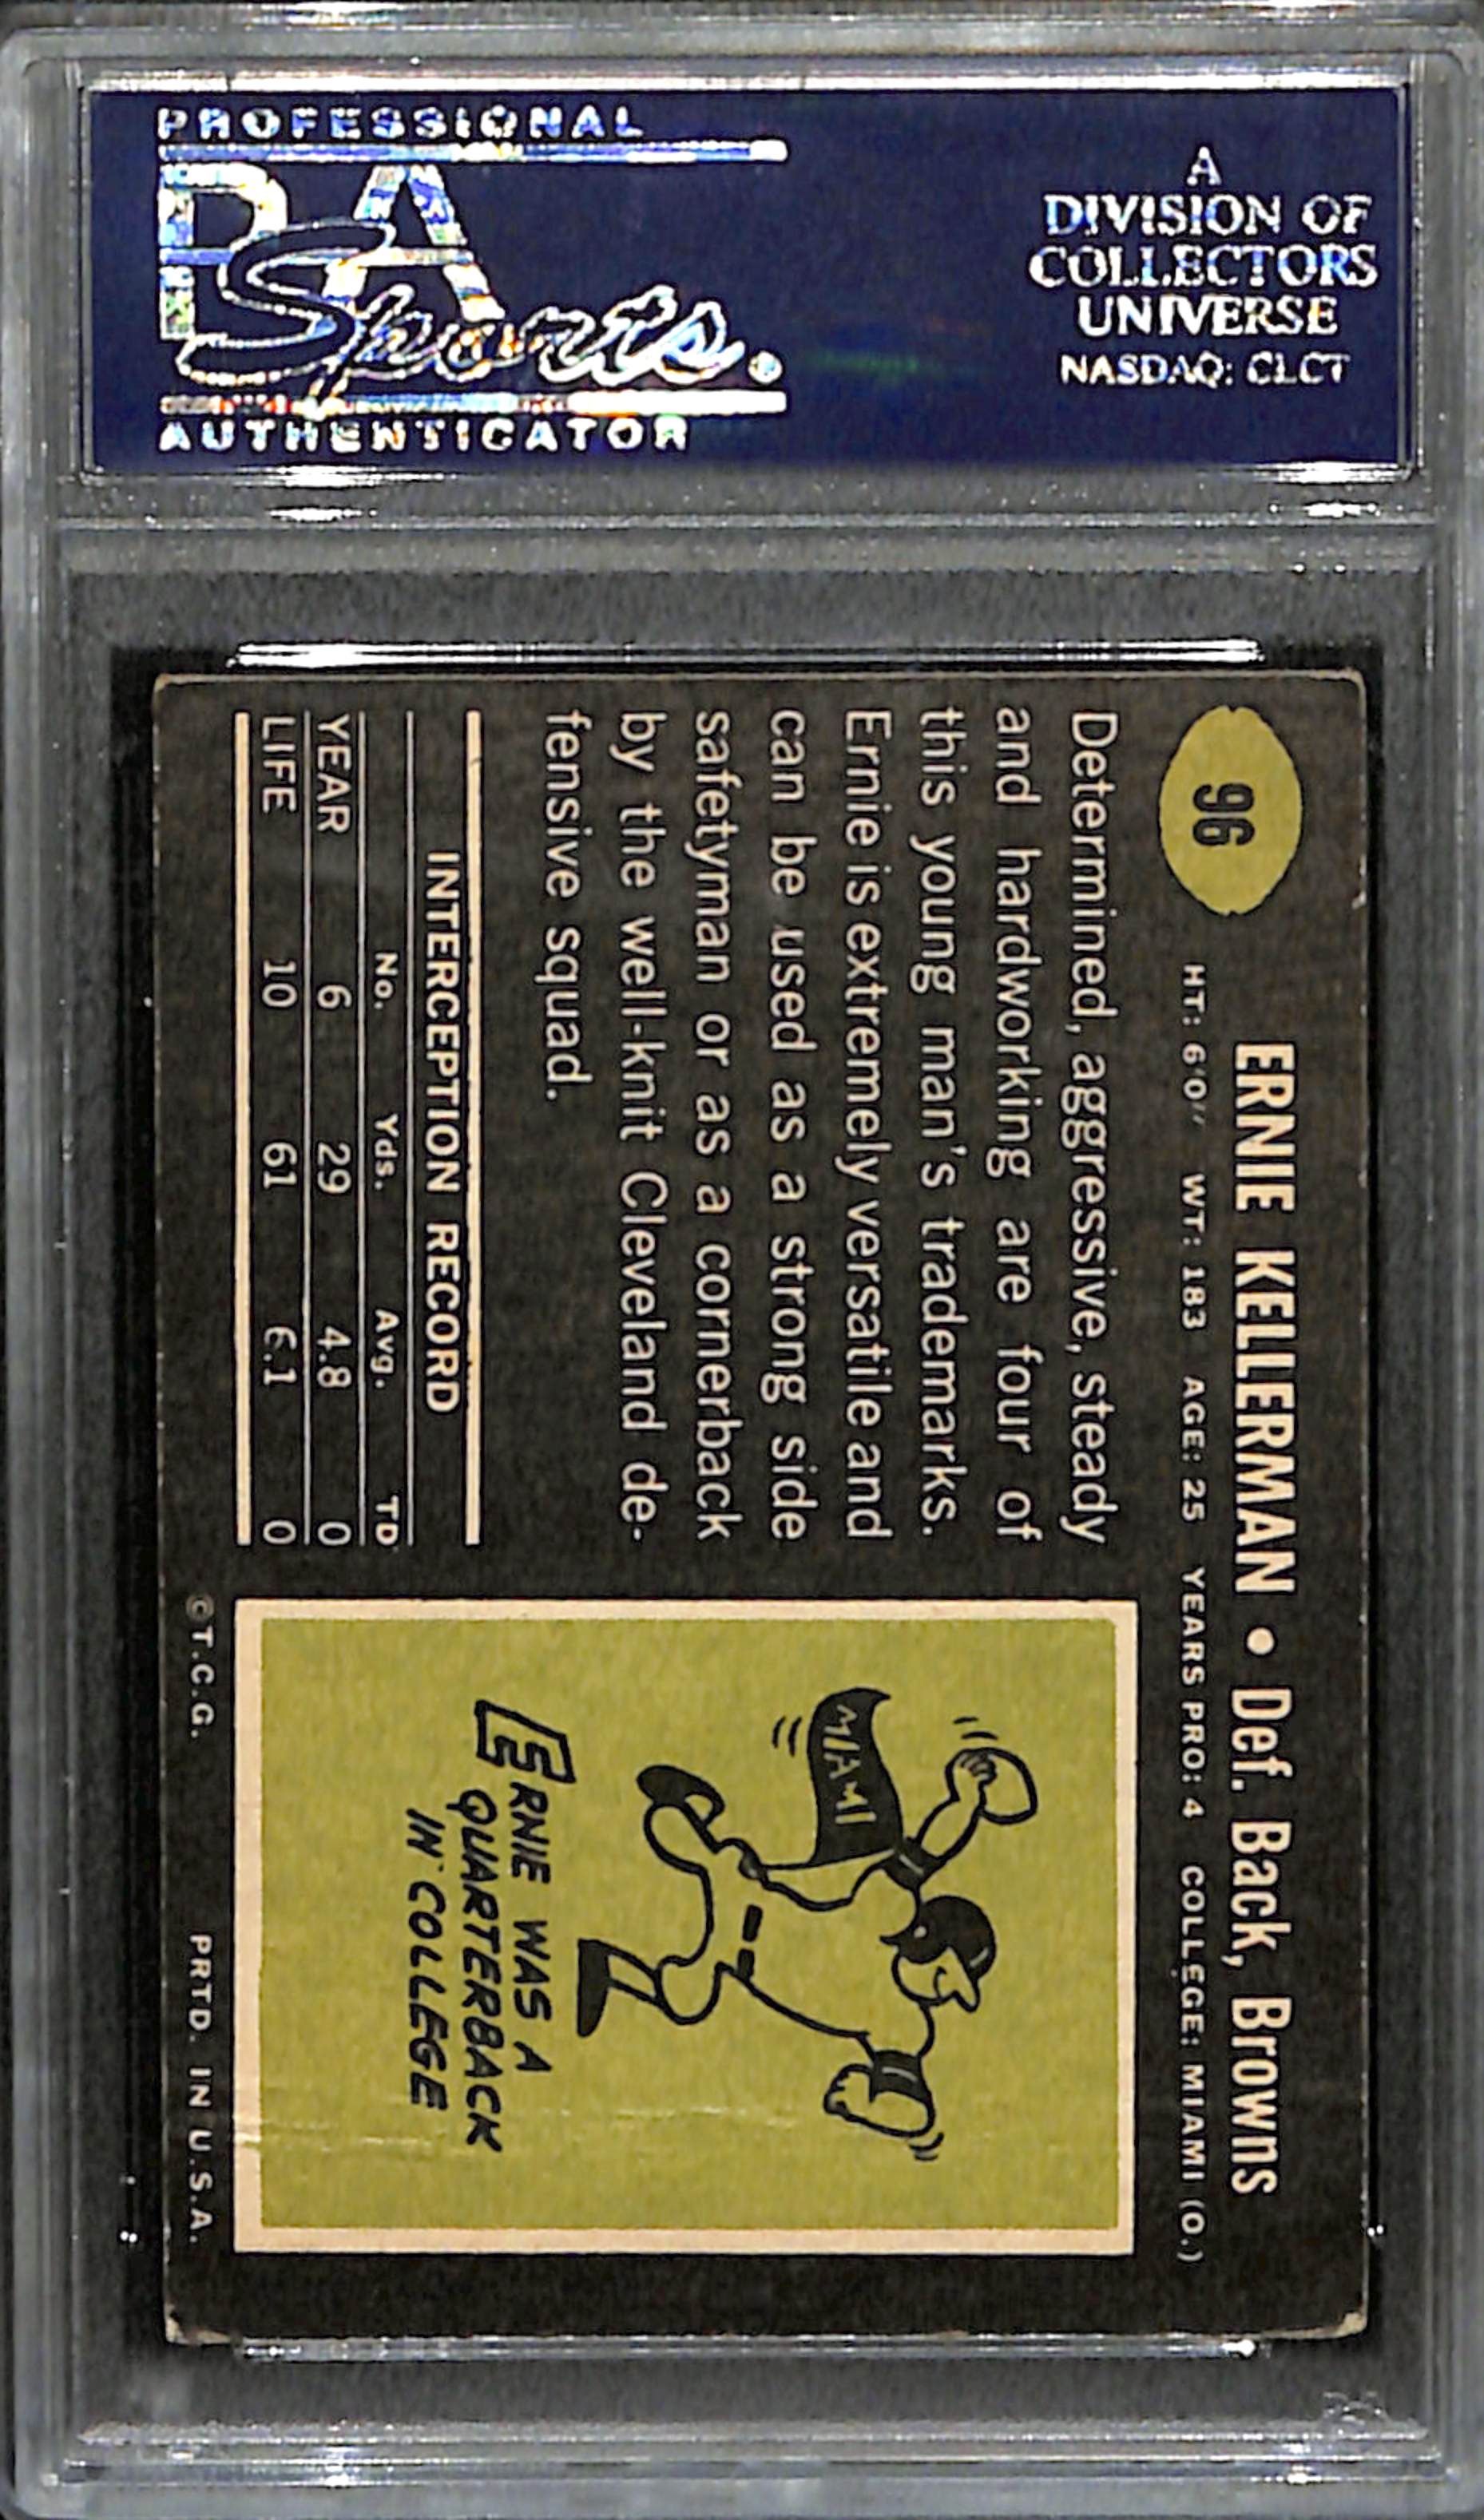 PROFESSIONAL
PSA
Sports®
AUTHENTICATOR
A
DIVISION OF
COLLECTORS
UNIVERSE
NASDAQ: CLCT
96
ERNIE KELLERMAN • Def. Back, Browns
HT: 6'0" WT: 183 AGE: 25 YEARS PRO: 4 COLLEGE: MIAMI (O.)
Determined, aggressive, steady
and hardworking are four of
this young man's trademarks.
Ernie is extremely versatile and
can be used as a strong side
safetyman or as a cornerback
by the well-knit Cleveland de-
fensive squad.
INTERCEPTION RECORD
No. Yds. Avg. TD
YEAR 6 29 4.8 0
LIFE 10 61 6.1 0
MIAMI
ERNIE WAS A
QUARTERBACK
IN COLLEGE
© T.C.G. PRTD. IN U.S.A.